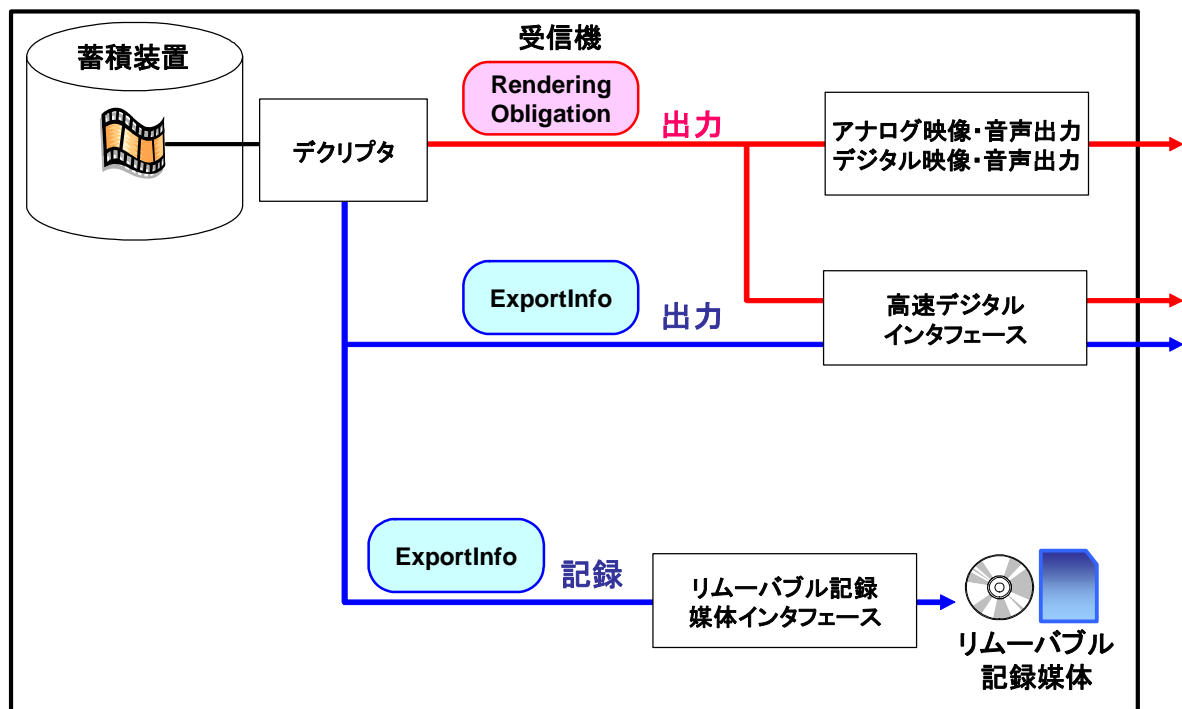 受信機
蓄積装置
Rendering
Obligation
出力
デクリプタ
アナログ映像・音声出力
デジタル映像・音声出力
ExportInfo
出力
高速デジタル
インタフェース
ExportInfo
記録
リムーバブル記録
媒体インタフェース
リムーバブル
記録媒体